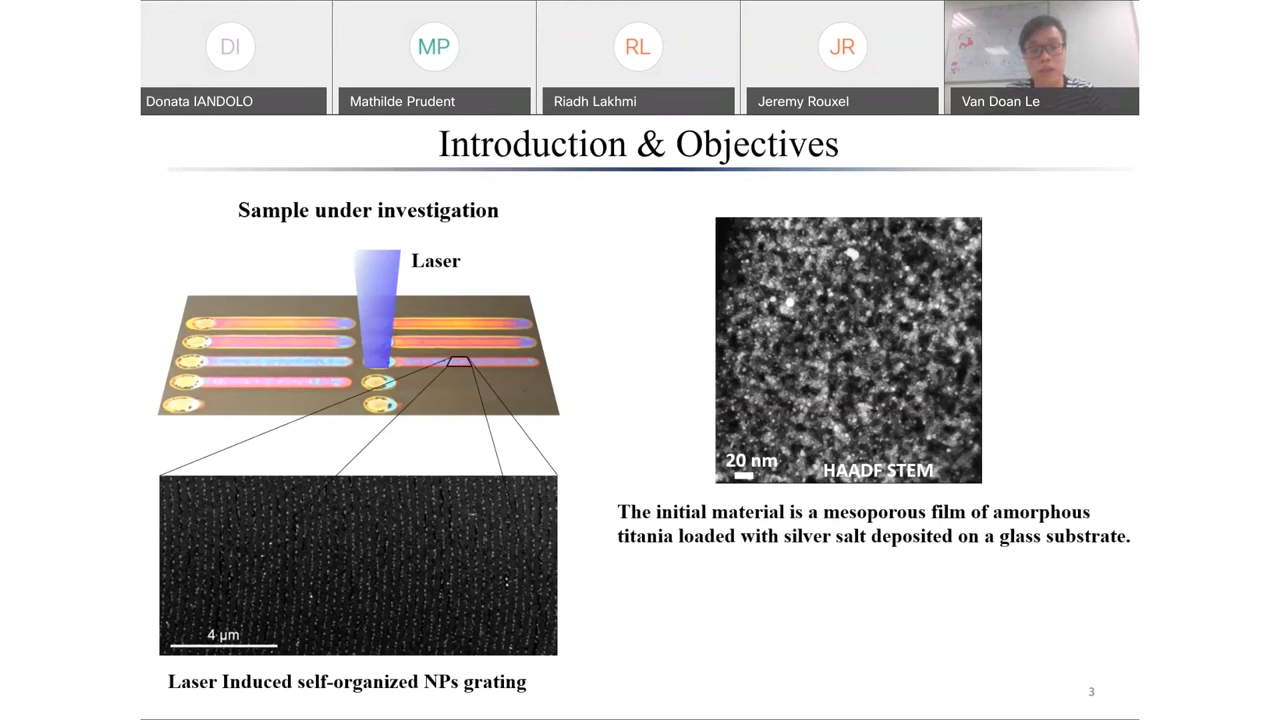 DI
MP
RL
JR
Donata IANDOLO
Mathilde Prudent
Riadh Lakhmi
Jeremy Rouxel
Van Doan Le
Introduction & Objectives
Sample under investigation
Laser
4 µm
Laser Induced self-organized NPs grating
20 nm
HAADF STEM
The initial material is a mesoporous film of amorphous
titania loaded with silver salt deposited on a glass substrate.
3